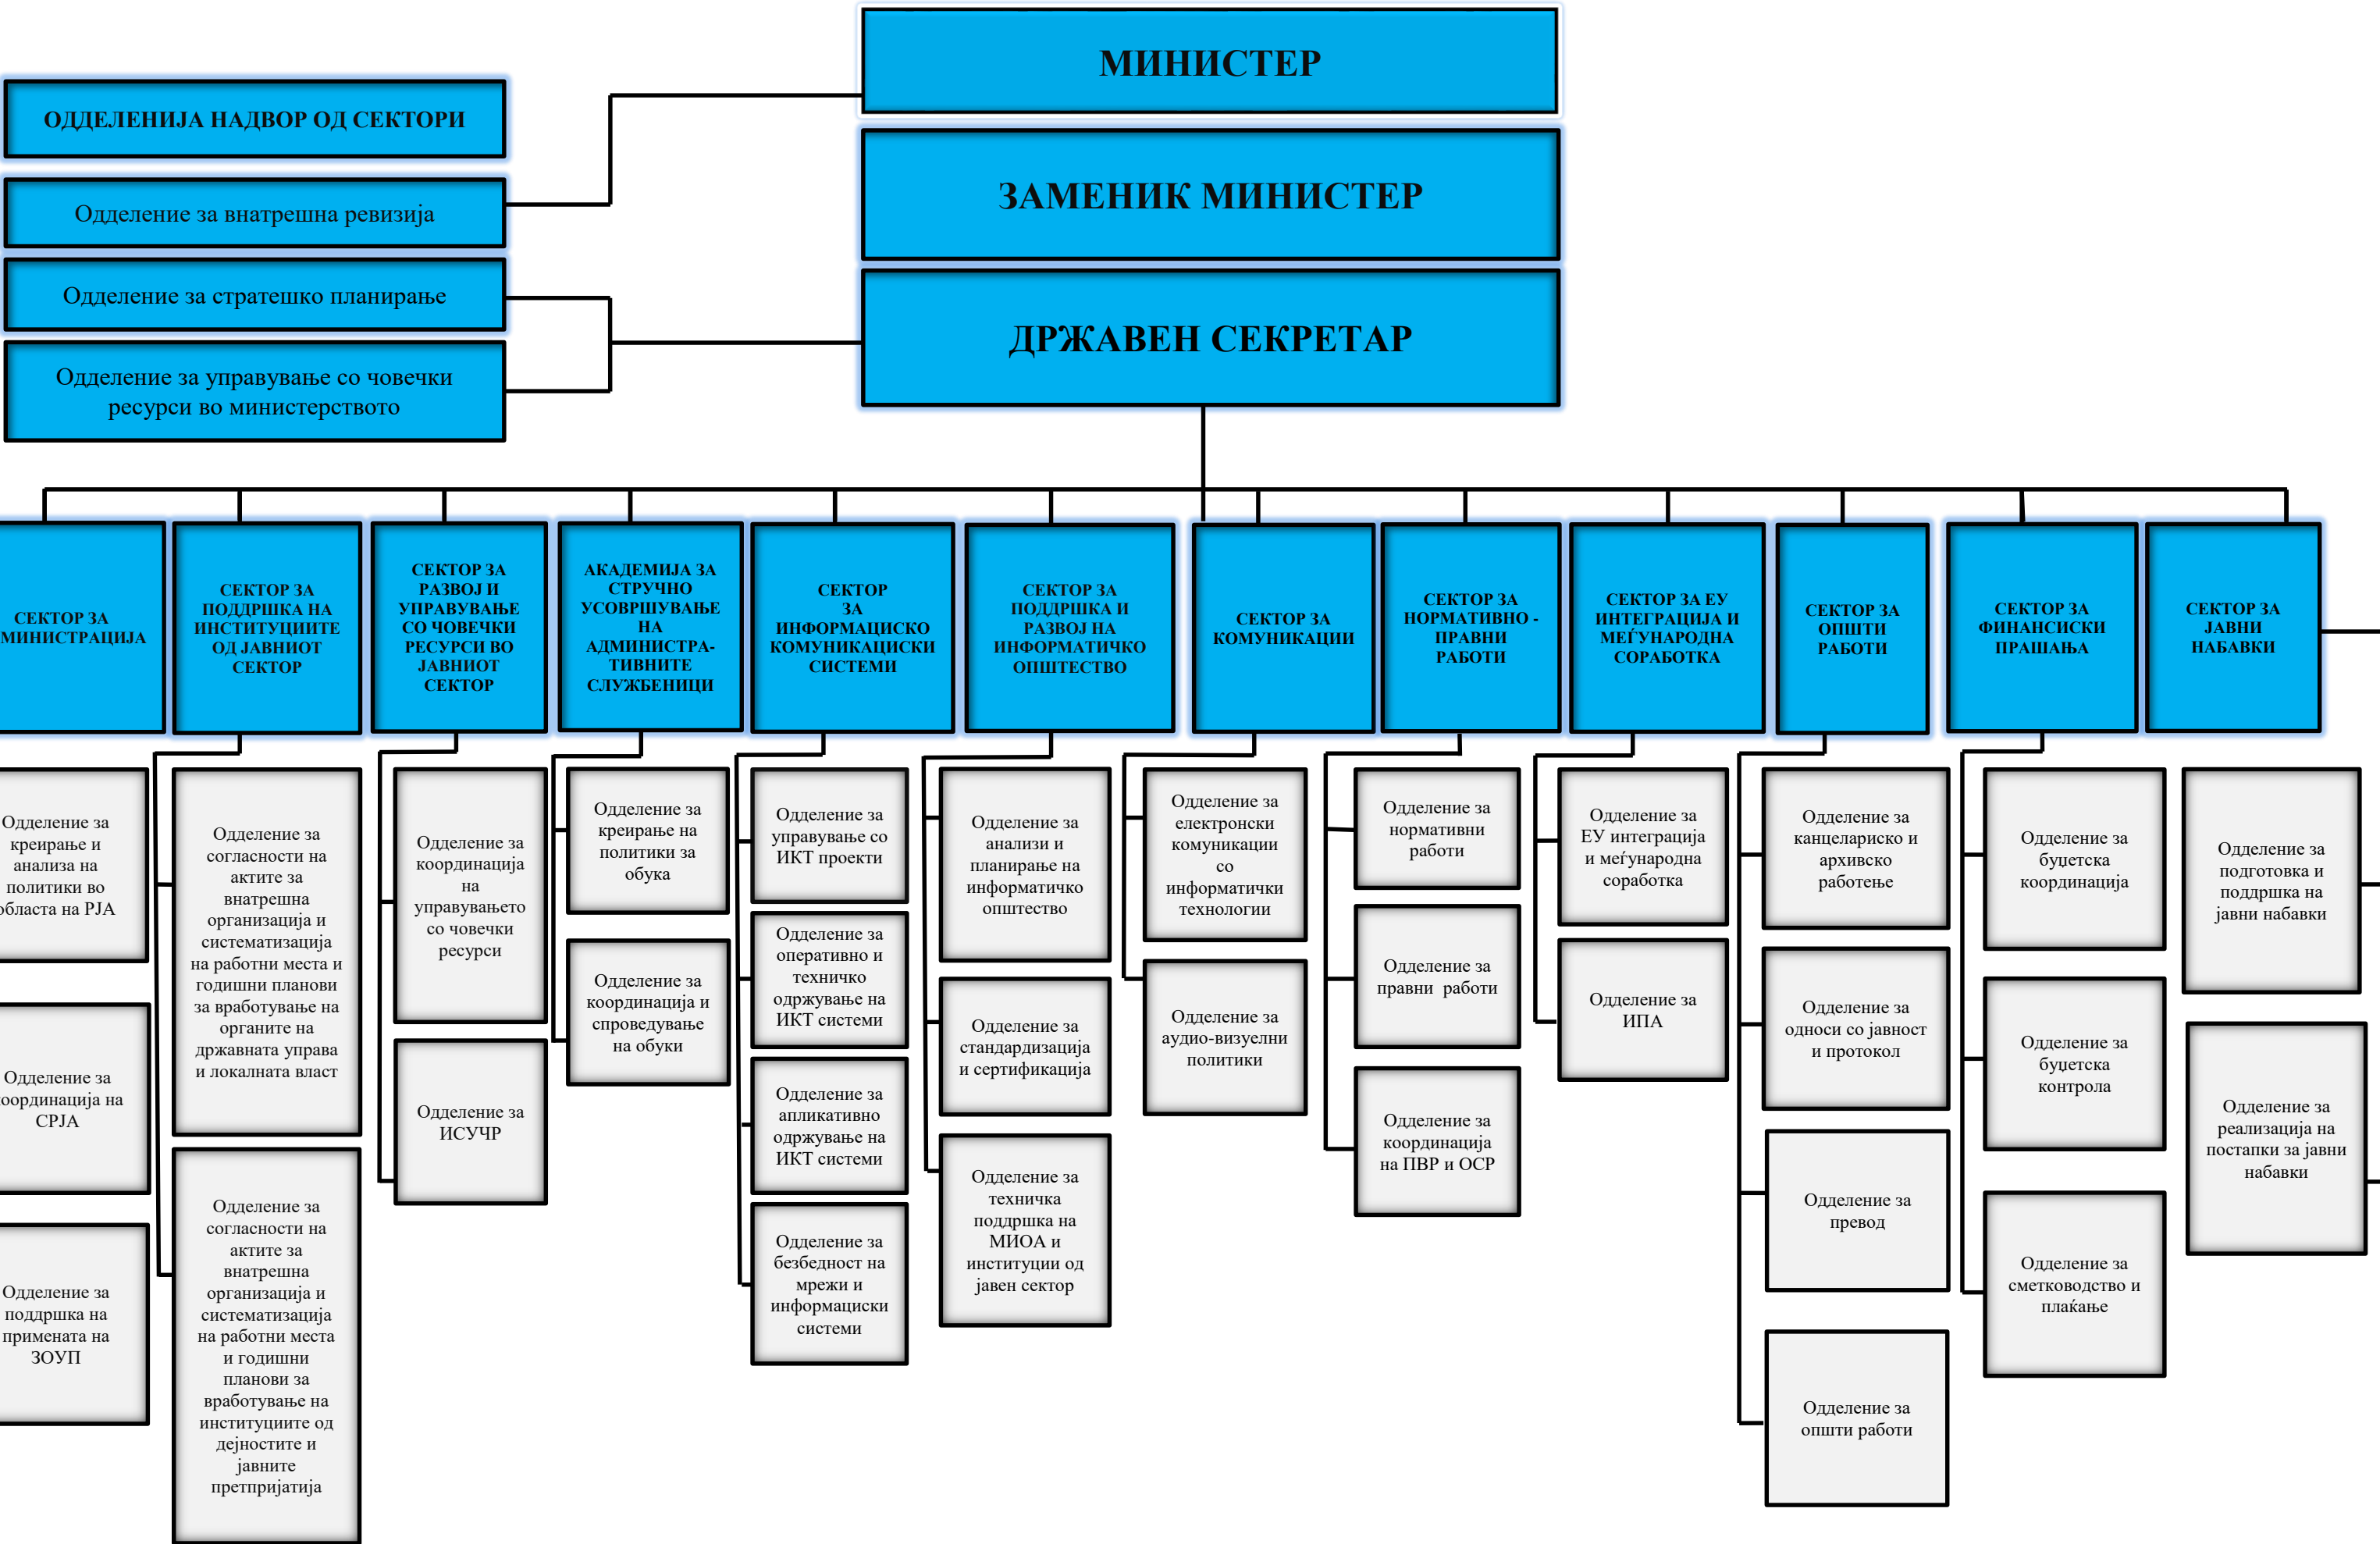 МИНИСТЕР
ЗАМЕНИК МИНИСТЕР
ДРЖАВЕН СЕКРЕТАР
ОДДЕЛЕНИЈА НАДВОР ОД СЕКТОРИ
Одделение за внатрешна ревизија
Одделение за стратешко планирање
Одделение за управување со човечки
ресурси во министерството
СЕКТОР ЗА
МИНИСТРАЦИЈА
СЕКТОР ЗА
ПОДДРШКА НА
ИНСТИТУЦИИТЕ
ОД ЈАВНИОТ
СЕКТОР
СЕКТОР ЗА
РАЗВОЈ И
УПРАВУВАЊЕ
СО ЧОВЕЧКИ
РЕСУРСИ ВО
ЈАВНИОТ
СЕКТОР
АКАДЕМИЈА ЗА
СТРУЧНО
УСОВРШУВАЊЕ
НА
АДМИНИСТРА-
ТИВНИТЕ
СЛУЖБЕНИЦИ
СЕКТОР
ЗА
ИНФОРМАЦИСКО
КОМУНИКАЦИСКИ
СИСТЕМИ
СЕКТОР ЗА
ПОДДРШКА И
РАЗВОЈ НА
ИНФОРМАТИЧКО
ОПШТЕСТВО
СЕКТОР ЗА
КОМУНИКАЦИИ
СЕКТОР ЗА
НОРМАТИВНО -
ПРАВНИ
РАБОТИ
СЕКТОР ЗА ЕУ
ИНТЕГРАЦИЈА И
МЕЃУНАРОДНА
СОРАБОТКА
СЕКТОР ЗА
ОПШТИ
РАБОТИ
СЕКТОР ЗА
ФИНАНСИСКИ
ПРАШАЊА
СЕКТОР ЗА
ЈАВНИ
НАБАВКИ
Одделение за
креирање и
анализа на
политики во
областа на РЈА
Одделение за
координација на
СРЈА
Одделение за
поддршка на
примената на
ЗОУП
Одделение за
согласности на
актите за
внатрешна
организација и
систематизација
на работни места и
годишни планови
за вработување на
органите на
државната управа
и локалната власт
Одделение за
согласности на
актите за
внатрешна
организација и
систематизација
на работни места
и годишни
планови за
вработување на
институциите од
дејностите и
јавните
претпријатија
Одделение за
координација
на
управувањето
со човечки
ресурси
Одделение за
ИСУЧР
Одделение за
креирање на
политики за
обука
Одделение за
координација и
спроведување
на обуки
Одделение за
управување со
ИКТ проекти
Одделение за
оперативно и
техничко
одржување на
ИКТ системи
Одделение за
апликативно
одржување на
ИКТ системи
Одделение за
безбедност на
мрежи и
информациски
системи
Одделение за
анализи и
планирање на
информатичко
општество
Одделение за
стандардизација
и сертификација
Одделение за
техничка
поддршка на
МИОА и
институции од
јавен сектор
Одделение за
електронски
комуникации
со
информатички
технологии
Одделение за
аудио-визуелни
политики
Одделение за
нормативни
работи
Одделение за
правни  работи
Одделение за
координација
на ПВР и ОСР
Одделение за
ЕУ интеграција
и меѓународна
соработка
Одделение за
ИПА
Одделение за
канцелариско и
архивско
работење
Одделение за
односи со јавност
и протокол
Одделение за
превод
Одделение за
општи работи
Одделение за
буџетска
координација
Одделение за
буџетска
контрола
Одделение за
сметководство и
плаќање
Одделение за
подготовка и
поддршка на
јавни набавки
Одделение за
реализација на
постапки за јавни
набавки